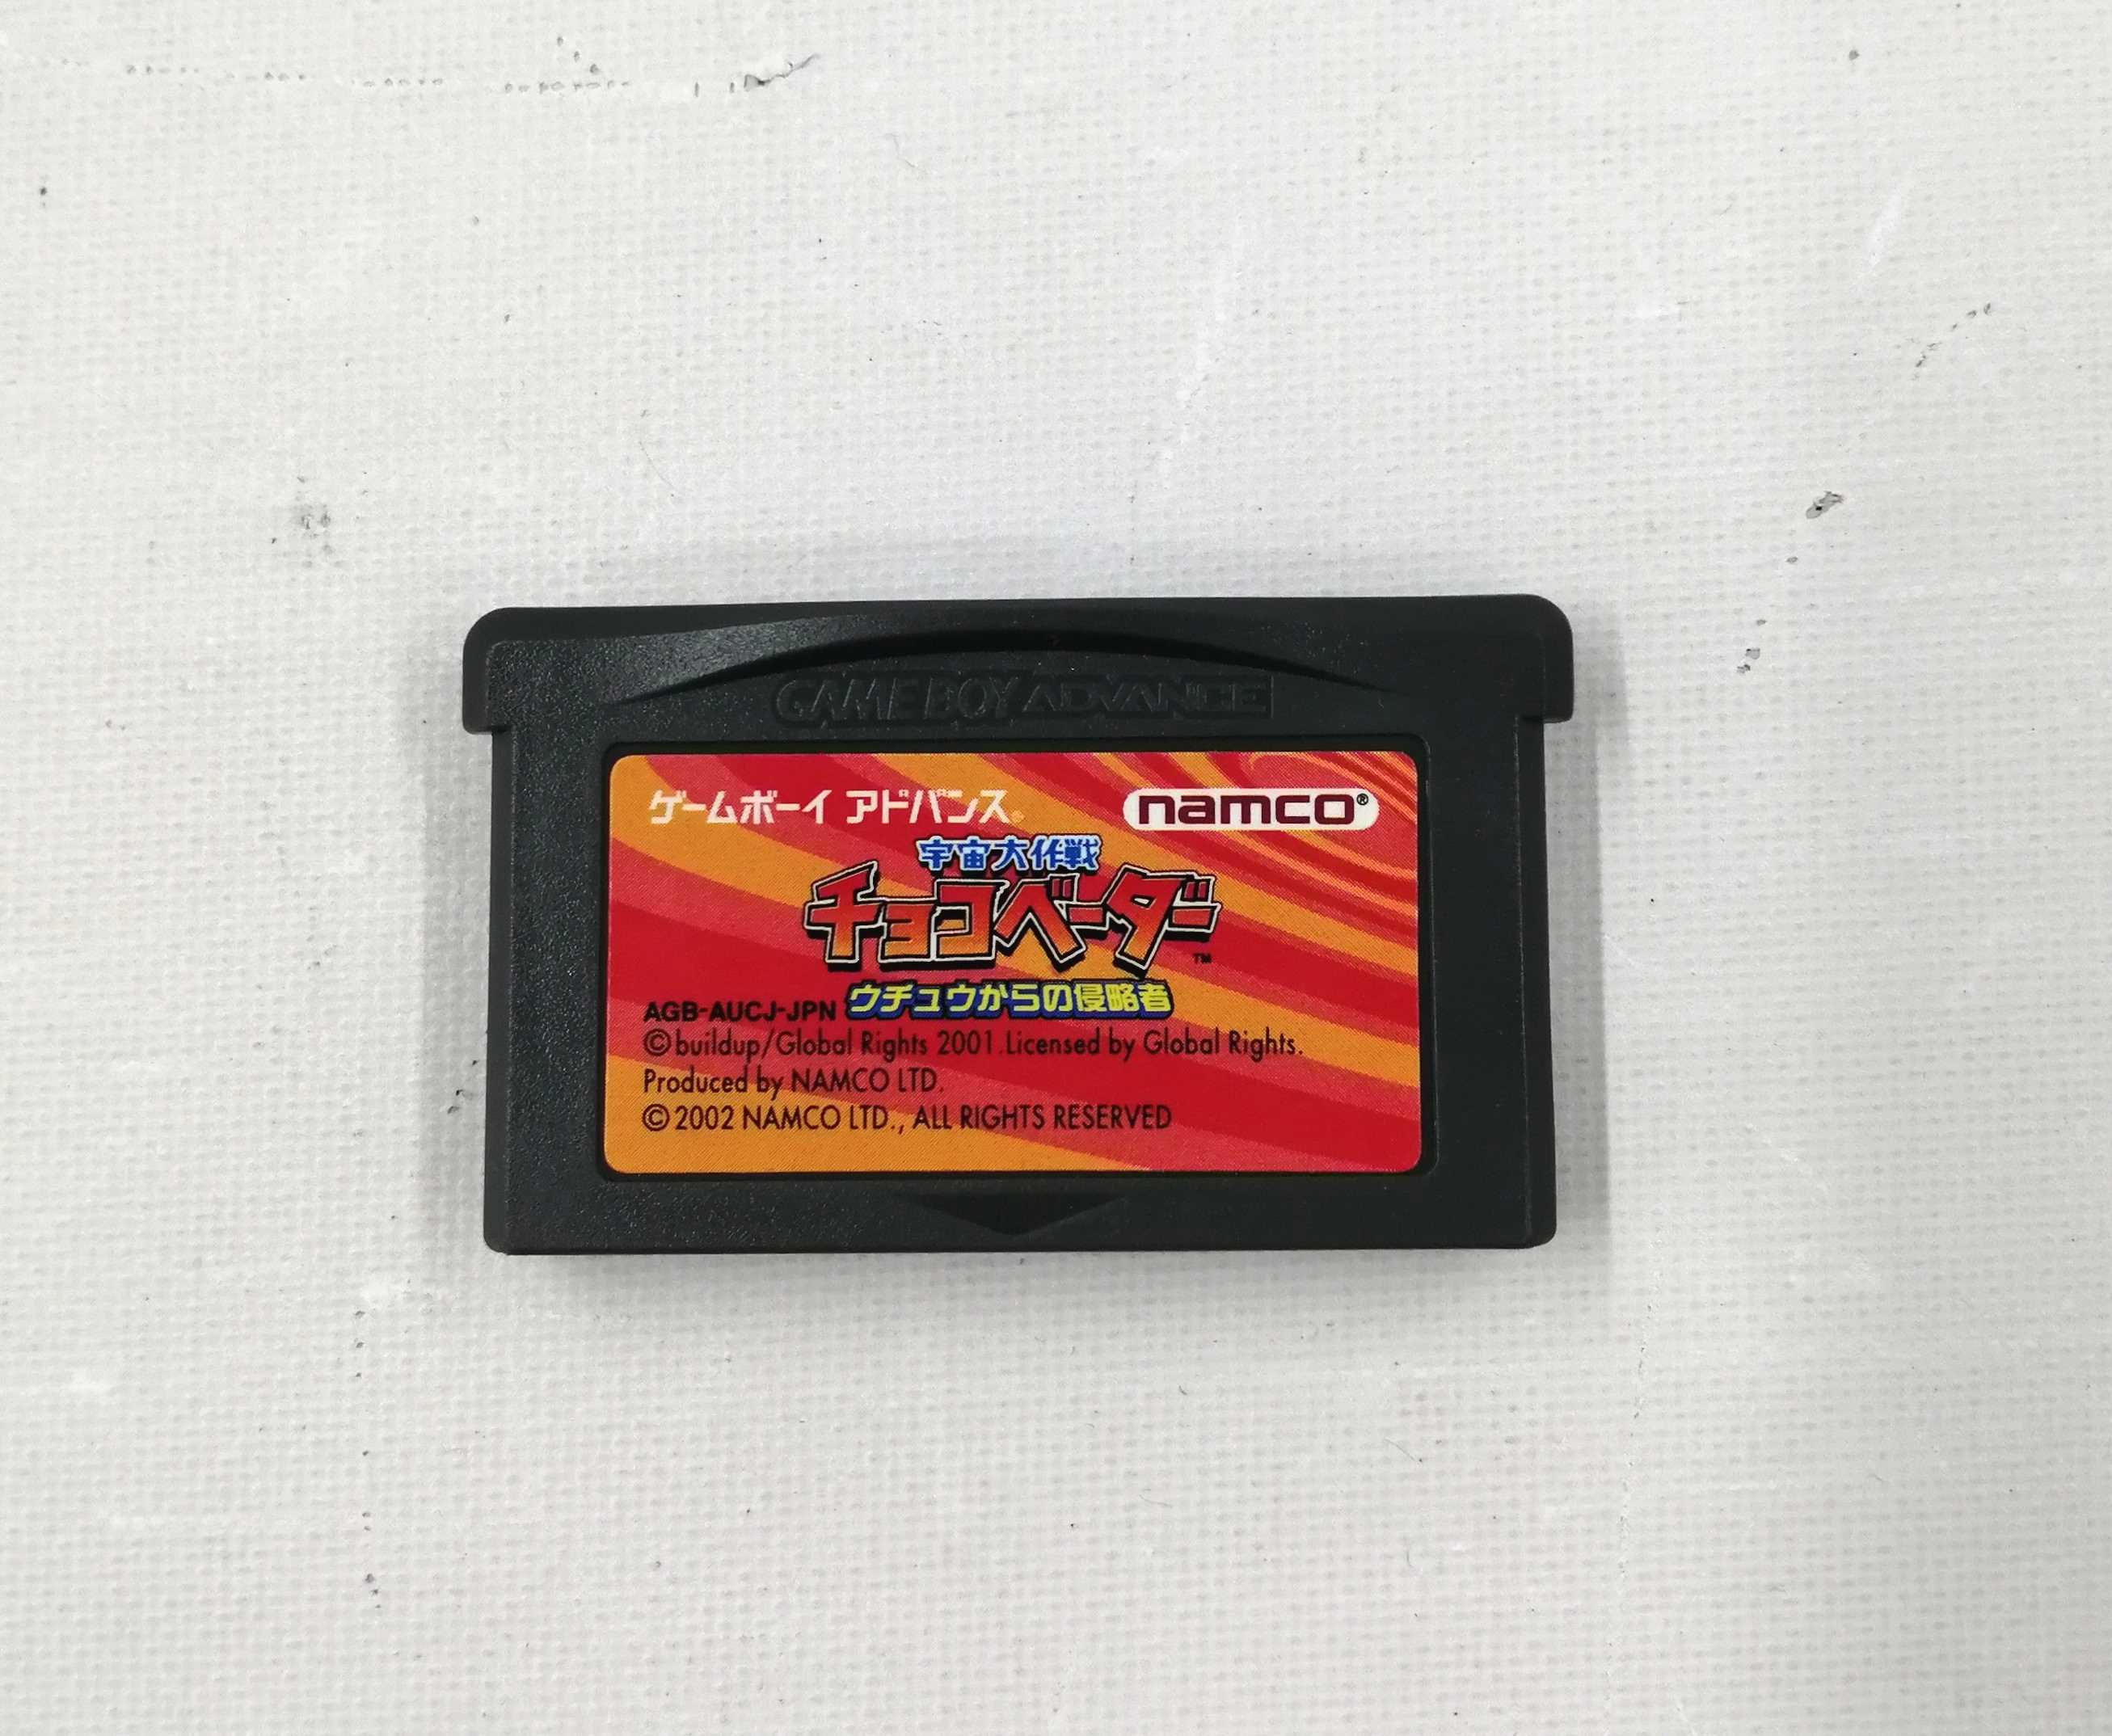 GAME BOY ADVANCE
ゲームボーイ アドバンス®
namco®
宇宙大作戦
チョコベーダー™
ウチュウからの侵略者
AGB-AUCJ-JPN
©buildup/Global Rights 2001.Licensed by Global Rights.
Produced by NAMCO LTD.
©2002 NAMCO LTD., ALL RIGHTS RESERVED